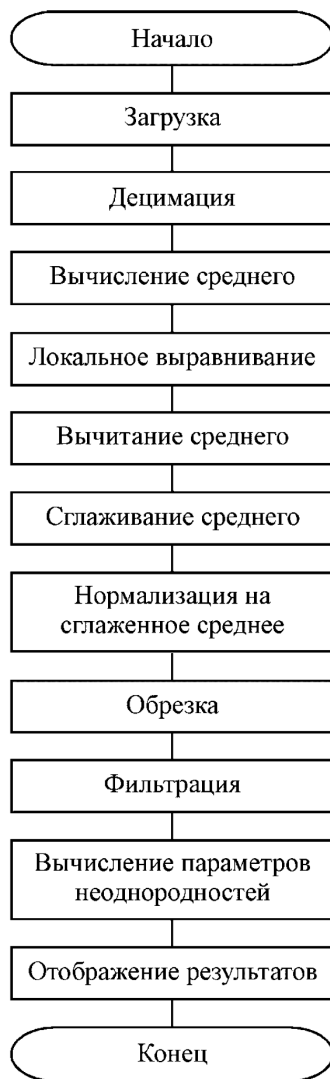 Начало
Загрузка
Децимация
Вычисление среднего
Локальное выравнивание
Вычитание среднего
Сглаживание среднего
Нормализация на
сглаженное среднее
Обрезка
Фильтрация
Вычисление параметров
неоднородностей
Отображение результатов
Конец